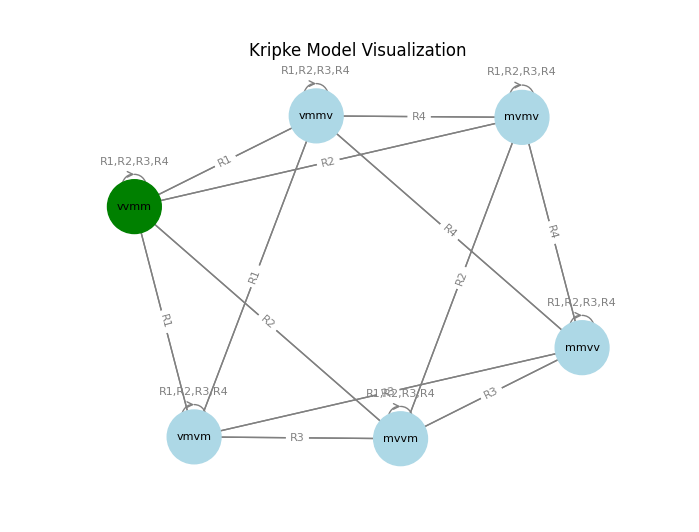 Kripke Model Visualization
R1,R2,R3,R4
vmmv
R1,R2,R3,R4
mvmv
R4
R1,R2,R3,R4
vvmm
R1
R2
R4
R4
R1
R2
R1,R2,R3,R4
mmvv
R1
R2
R1,R2,R3,R4
vmvm
R3
R1,R2,R3,R4
mvvm
R3
R3